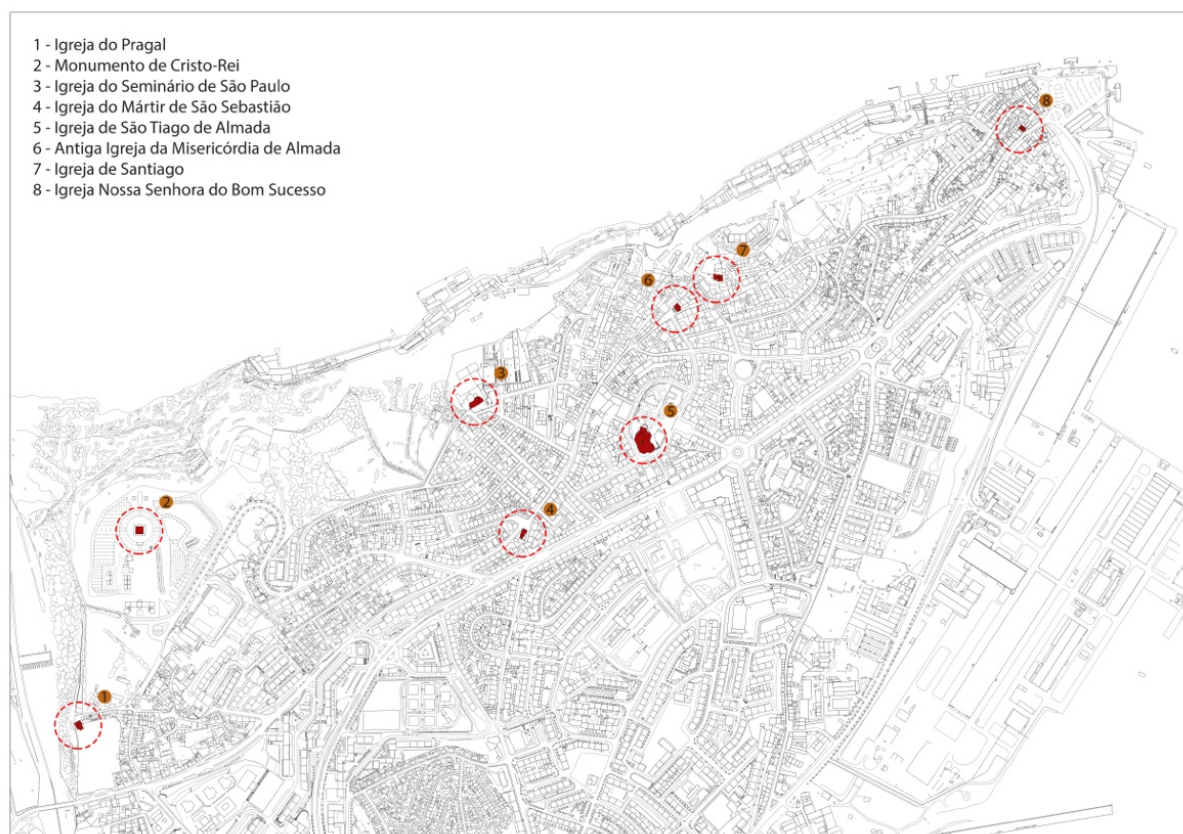 1 - Igreja do Pragal
2 - Monumento de Cristo-Rei
3 - Igreja do Seminário de São Paulo
4 - Igreja do Mártir de São Sebastião
5 - Igreja de São Tiago de Almada
6 - Antiga Igreja da Misericórdia de Almada
7 - Igreja de Santiago
8 - Igreja Nossa Senhora do Bom Sucesso
8
7
6
3
5
2
4
1